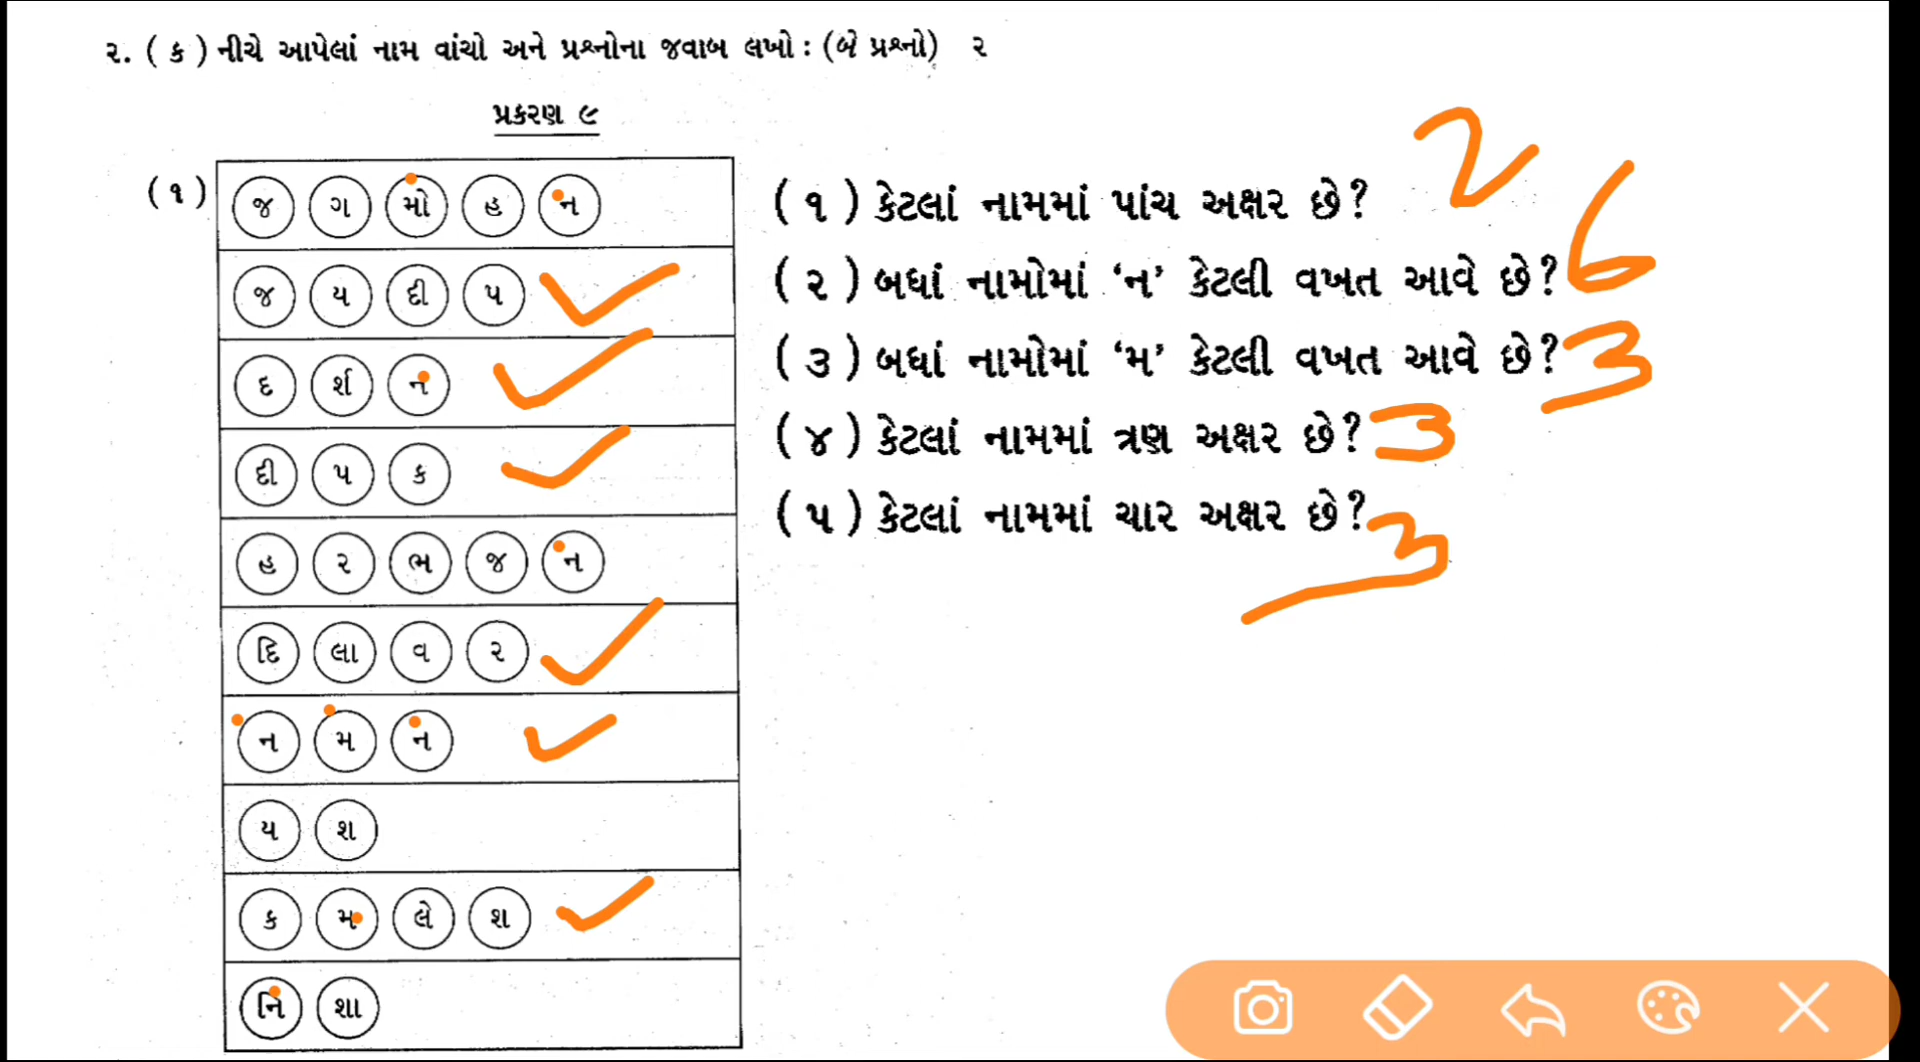 ૨. ( ક ) નીચે આપેલાં નામ વાંચો અને પ્રશ્નોના જવાબ લખો : (બે પ્રશ્નો) ૨
પ્રકરણ ૯
(૧)
જ ગ મો હ ન
જ ય દી પ
દ ર્શ ન
દી પ ક
હ ર ભ જ ન
દિ લા વ ર
ન મ ન
ય શ
ક મ લે શ
નિ શા
( ૧ ) કેટલાં નામમાં પાંચ અક્ષર છે? 2
( ૨ ) બધાં નામોમાં ‘ન’ કેટલી વખત આવે છે? 6
( ૩ ) બધાં નામોમાં ‘મ’ કેટલી વખત આવે છે? 3
( ૪ ) કેટલાં નામમાં ત્રણ અક્ષર છે? 3
( ૫ ) કેટલાં નામમાં ચાર અક્ષર છે? 3